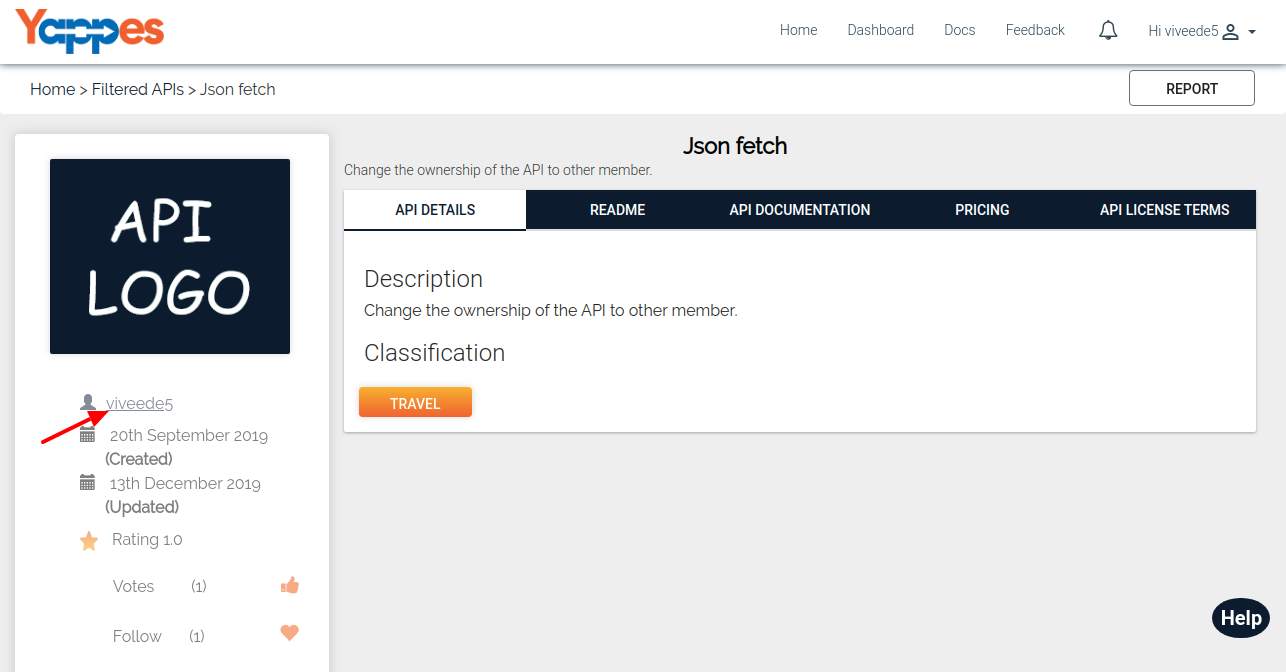 Yappes
Home
Dashboard
Docs
Feedback
Hi viveede5
Home > Filtered APIs > Json fetch
REPORT
API
LOGO
viveede5
20th September 2019
(Created)
13th December 2019
(Updated)
Rating 1.0
Votes (1)
Follow (1)
Json fetch
Change the ownership of the API to other member.
API DETAILS
README
API DOCUMENTATION
PRICING
API LICENSE TERMS
Description
Change the ownership of the API to other member.
Classification
TRAVEL
Help